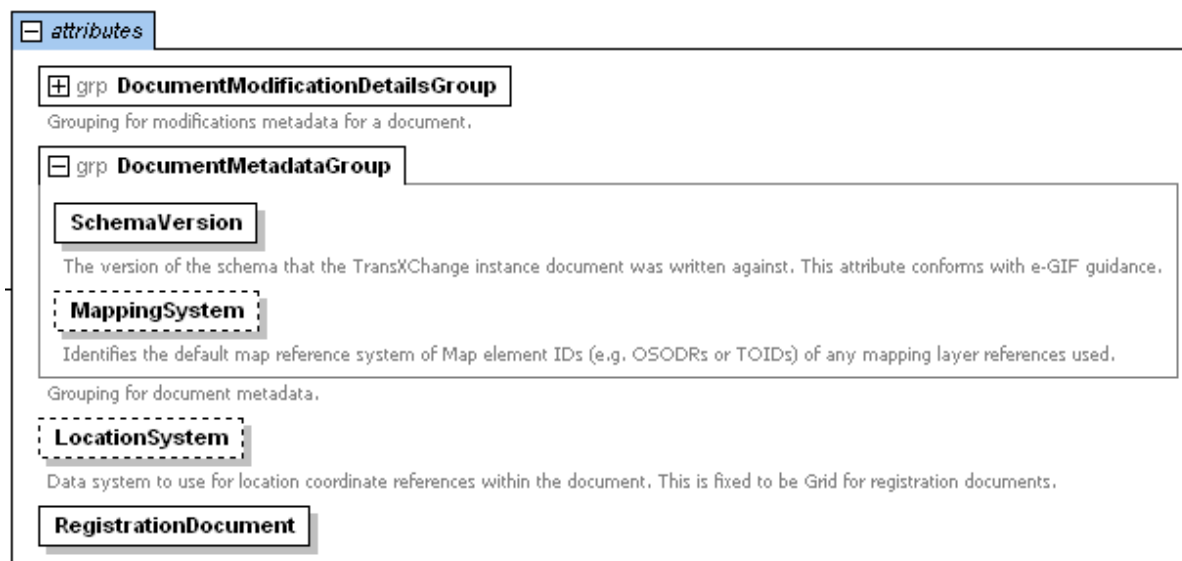 attributes
grp DocumentModificationDetailsGroup
Grouping for modifications metadata for a document.
grp DocumentMetadataGroup
SchemaVersion
The version of the schema that the TransXChange instance document was written against. This attribute conforms with e-GIF guidance.
MappingSystem
Identifies the default map reference system of Map element IDs (e.g. OSODRs or TOIDs) of any mapping layer references used.
Grouping for document metadata.
LocationSystem
Data system to use for location coordinate references within the document. This is fixed to be Grid for registration documents.
RegistrationDocument